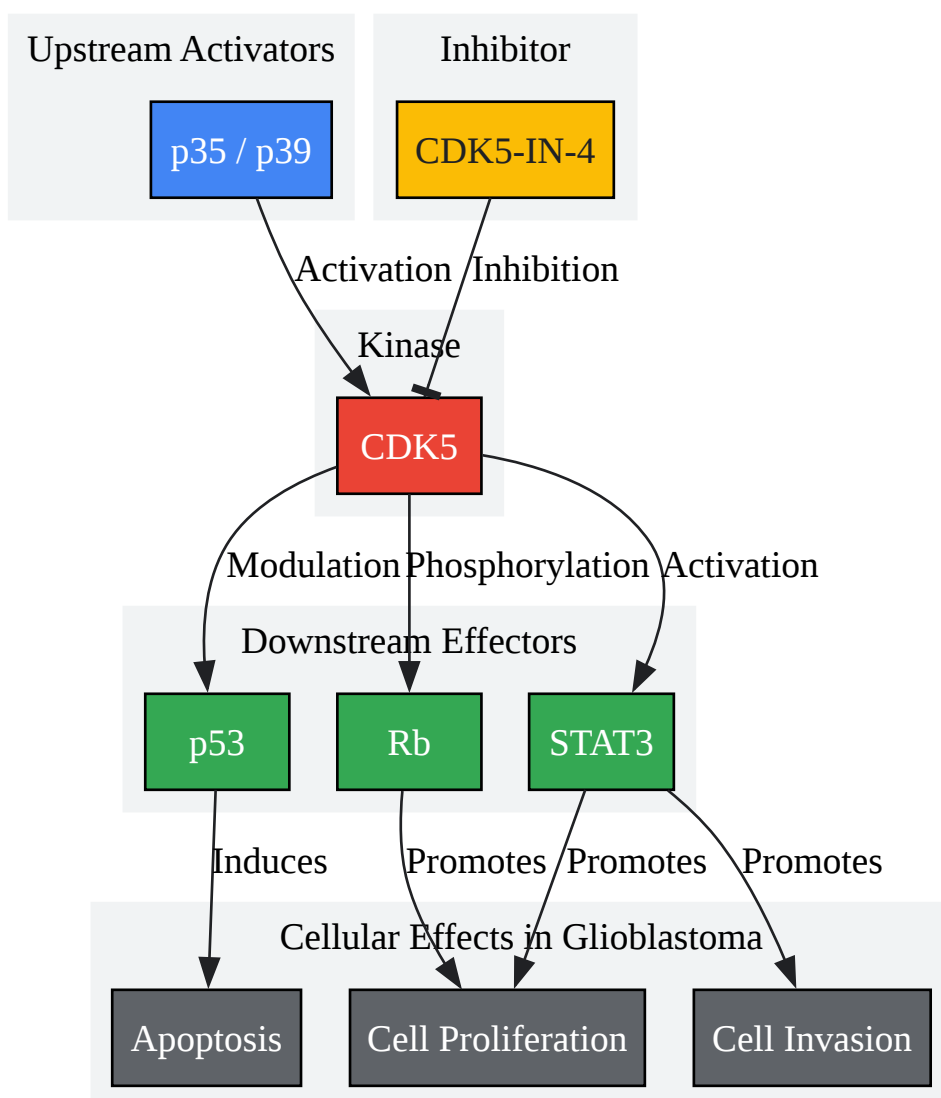 Upstream Activators
Inhibitor
p35 / p39
CDK5-IN-4
Activation
Inhibition
Kinase
CDK5
Modulation
Phosphorylation
Activation
Downstream Effectors
p53
Rb
STAT3
Induces
Promotes
Promotes
Promotes
Cellular Effects in Glioblastoma
Apoptosis
Cell Proliferation
Cell Invasion